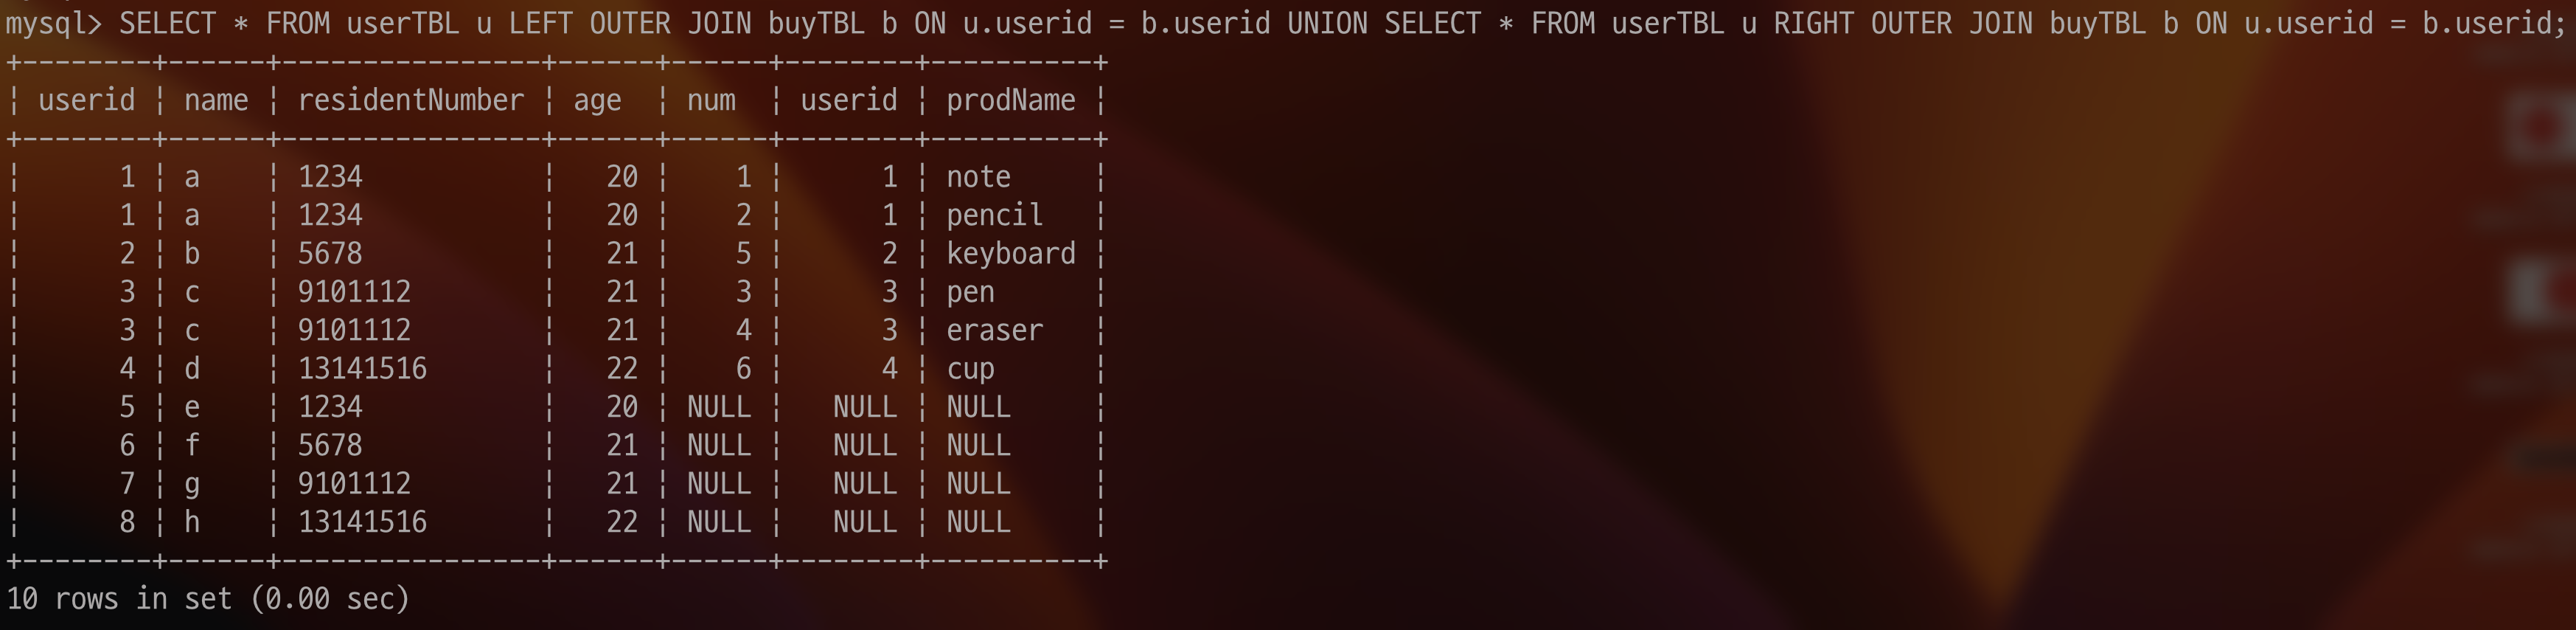 mysql> SELECT * FROM userTBL u LEFT OUTER JOIN buyTBL b ON u.userid = b.userid UNION SELECT * FROM userTBL u RIGHT OUTER JOIN buyTBL b ON u.userid = b.userid;
+--------+------+----------------+------+------+--------+----------+
| userid | name | residentNumber | age  | num  | userid | prodName |
+--------+------+----------------+------+------+--------+----------+
|      1 | a    | 1234           |   20 |    1 |      1 | note     |
|      1 | a    | 1234           |   20 |    2 |      1 | pencil   |
|      2 | b    | 5678           |   21 |    5 |      2 | keyboard |
|      3 | c    | 9101112        |   21 |    3 |      3 | pen      |
|      3 | c    | 9101112        |   21 |    4 |      3 | eraser   |
|      4 | d    | 13141516       |   22 |    6 |      4 | cup      |
|      5 | e    | 1234           |   20 | NULL |   NULL | NULL     |
|      6 | f    | 5678           |   21 | NULL |   NULL | NULL     |
|      7 | g    | 9101112        |   21 | NULL |   NULL | NULL     |
|      8 | h    | 13141516       |   22 | NULL |   NULL | NULL     |
+--------+------+----------------+------+------+--------+----------+
10 rows in set (0.00 sec)